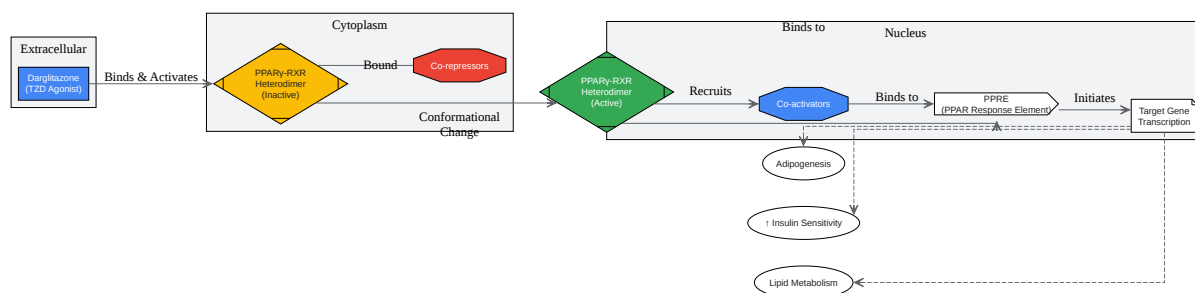 Extracellular
Darglitazone
(TZD Agonist)
Binds & Activates
Cytoplasm
PPARγ-RXR
Heterodimer
(Inactive)
Bound
Co-repressors
Conformational
Change
Binds to
Nucleus
PPARγ-RXR
Heterodimer
(Active)
Recruits
Co-activators
Binds to
PPRE
(PPAR Response Element)
Initiates
Target Gene
Transcription
Adipogenesis
↑ Insulin Sensitivity
Lipid Metabolism